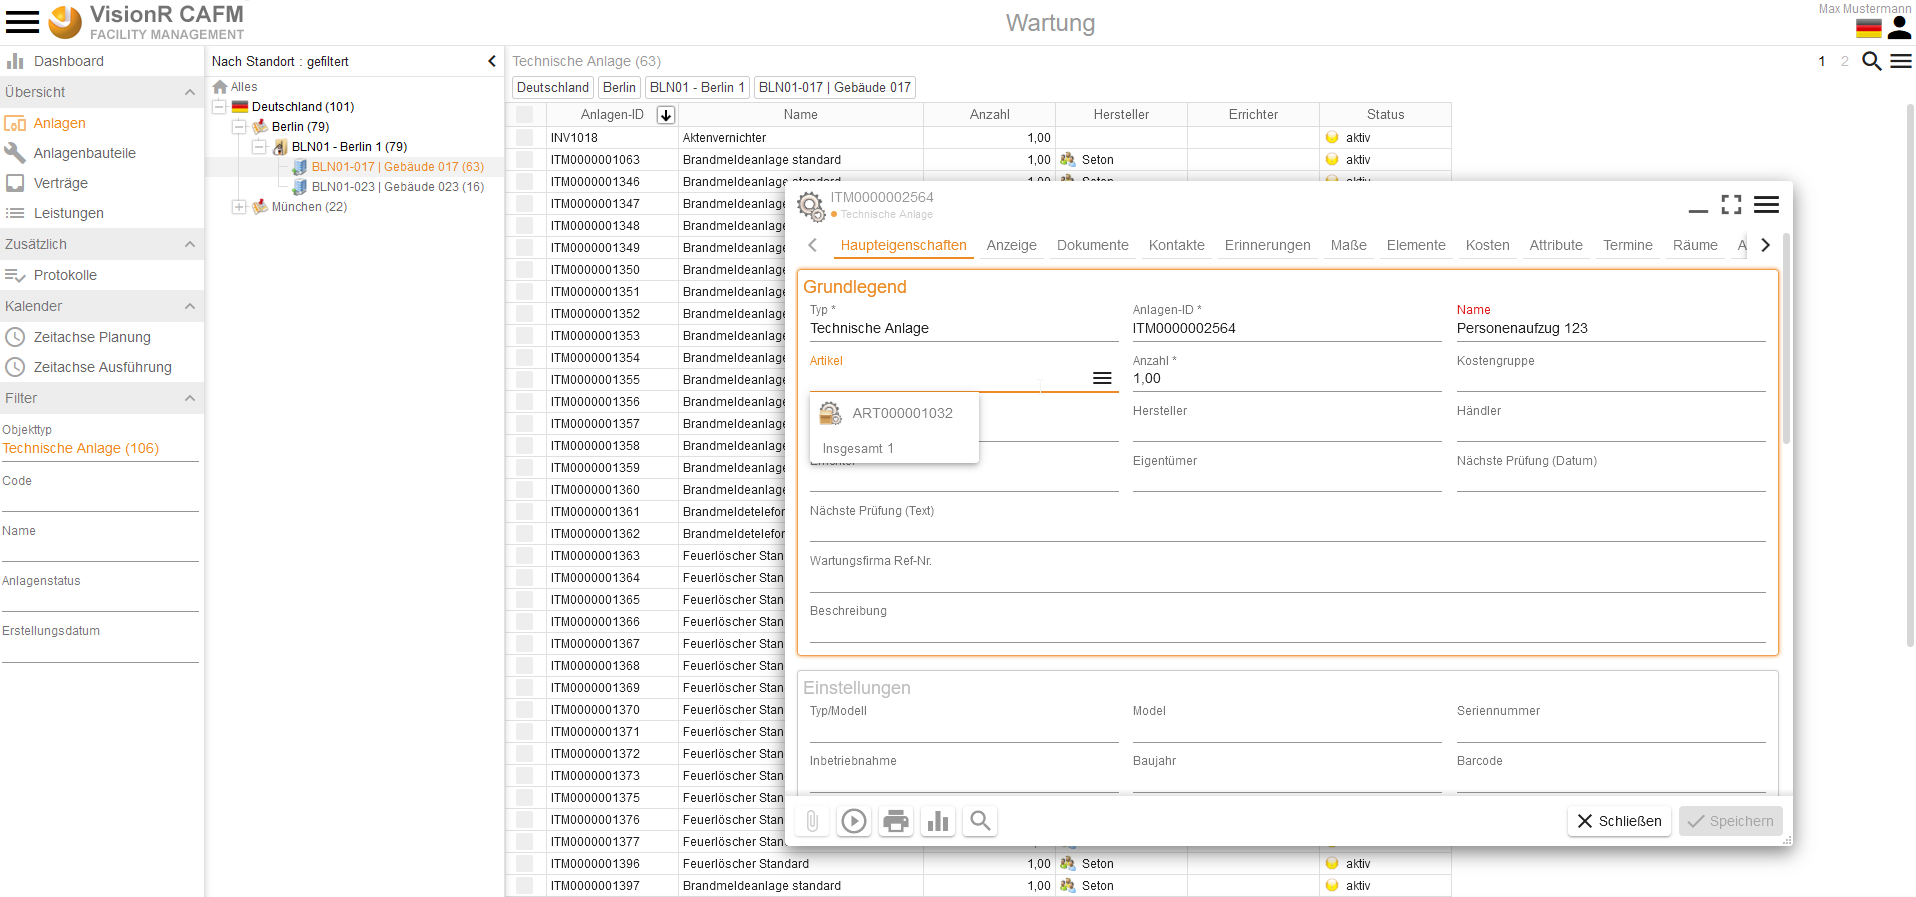 VisionR CAFM
FACILITY MANAGEMENT
Wartung
Max Mustermann
Dashboard
Übersicht
Anlagen
Anlagenbauteile
Verträge
Leistungen
Zusätzlich
Protokolle
Kalender
Zeitachse Planung
Zeitachse Ausführung
Filter
Objekttyp
Technische Anlage (106)
Code
Name
Anlagenstatus
Erstellungsdatum
Nach Standort : gefiltert
Alles
Deutschland (101)
Berlin (79)
BLN01 - Berlin 1 (79)
BLN01-017 | Gebäude 017 (63)
BLN01-023 | Gebäude 023 (16)
München (22)
Technische Anlage (63)
1 2
Deutschland Berlin BLN01 - Berlin 1 BLN01-017 | Gebäude 017
Anlagen-ID Name Anzahl Hersteller Errichter Status
INV1018 Aktenvernichter 1,00 aktiv
ITM0000001063 Brandmeldeanlage standard 1,00 Seton aktiv
ITM0000001346 Brandmeldeanlage standard 1,00 Seton aktiv
ITM0000001347 Brandmeldeanlage
ITM0000001348 Brandmeldeanlage
ITM0000001349 Brandmeldeanlage
ITM0000001350 Brandmeldeanlage
ITM0000001351 Brandmeldeanlage
ITM0000001352 Brandmeldeanlage
ITM0000001353 Brandmeldeanlage
ITM0000001354 Brandmeldeanlage
ITM0000001355 Brandmeldeanlage
ITM0000001356 Brandmeldeanlage
ITM0000001357 Brandmeldeanlage
ITM0000001358 Brandmeldeanlage
ITM0000001359 Brandmeldeanlage
ITM0000001360 Brandmeldeanlage
ITM0000001361 Brandmeldetelefon
ITM0000001362 Brandmeldetelefon
ITM0000001363 Feuerlöscher Stan
ITM0000001364 Feuerlöscher Stan
ITM0000001365 Feuerlöscher Stan
ITM0000001366 Feuerlöscher Stan
ITM0000001367 Feuerlöscher Stan
ITM0000001368 Feuerlöscher Stan
ITM0000001369 Feuerlöscher Stan
ITM0000001370 Feuerlöscher Stan
ITM0000001371 Feuerlöscher Stan
ITM0000001372 Feuerlöscher Stan
ITM0000001373 Feuerlöscher Stan
ITM0000001375 Feuerlöscher Stan
ITM0000001376 Feuerlöscher Stan
ITM0000001377 Feuerlöscher Stan
ITM0000001396 Feuerlöscher Standard 1,00 Seton aktiv
ITM0000001397 Brandmeldeanlage standard 1,00 Seton aktiv
ITM0000002564
Technische Anlage
Haupteigenschaften Anzeige Dokumente Kontakte Erinnerungen Maße Elemente Kosten Attribute Termine Räume A
Grundlegend
Typ * Anlagen-ID * Name
Technische Anlage ITM0000002564 Personenaufzug 123
Artikel Anzahl * Kostengruppe
1,00
ART000001032
Insgesamt 1
Hersteller Händler
Errichter Eigentümer Nächste Prüfung (Datum)
Nächste Prüfung (Text)
Wartungsfirma Ref-Nr.
Beschreibung
Einstellungen
Typ/Modell Model Seriennummer
Inbetriebnahme Baujahr Barcode
Schließen Speichern